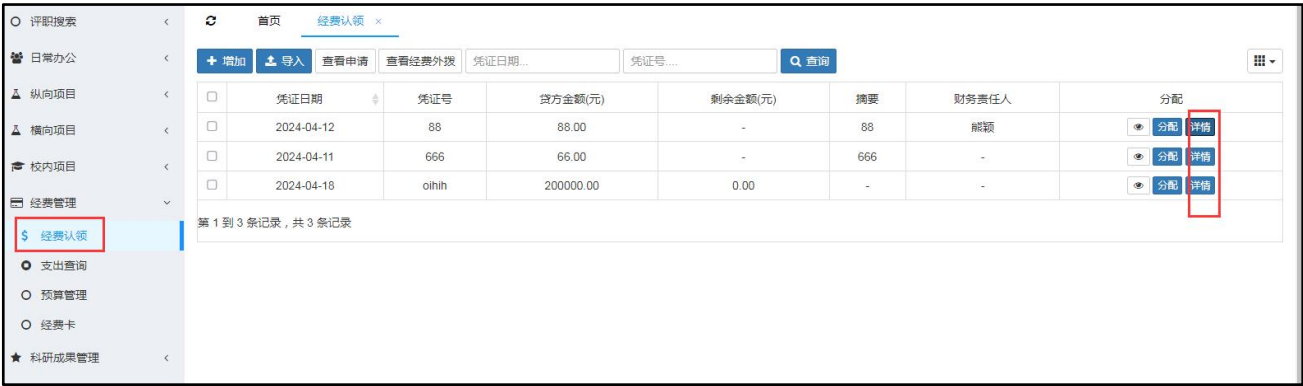 评职搜索
日常办公
纵向项目
横向项目
校内项目
经费管理
经费认领
支出查询
预算管理
经费卡
科研成果管理
首页 经费认领 ×
增加 导入 查看申请 查看经费外拨 凭证日期... 凭证号.... 查询
凭证日期 凭证号 贷方金额(元) 剩余金额(元) 摘要 财务责任人 分配
2024-04-12 88 88.00 - 88 熊颖 分配 详情
2024-04-11 666 66.00 - 666 - 分配 详情
2024-04-18 oihih 200000.00 0.00 - - 分配 详情
第 1 到 3 条记录，共 3 条记录